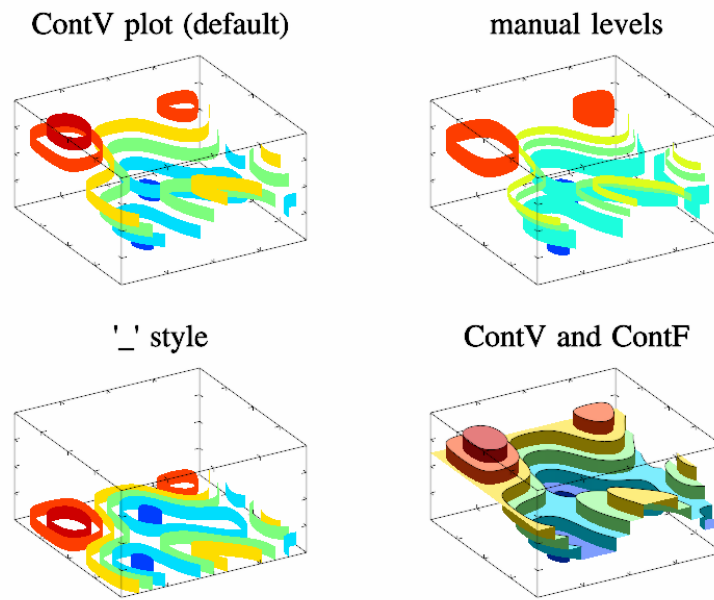 ContV plot (default)
manual levels
'_' style
ContV and ContF